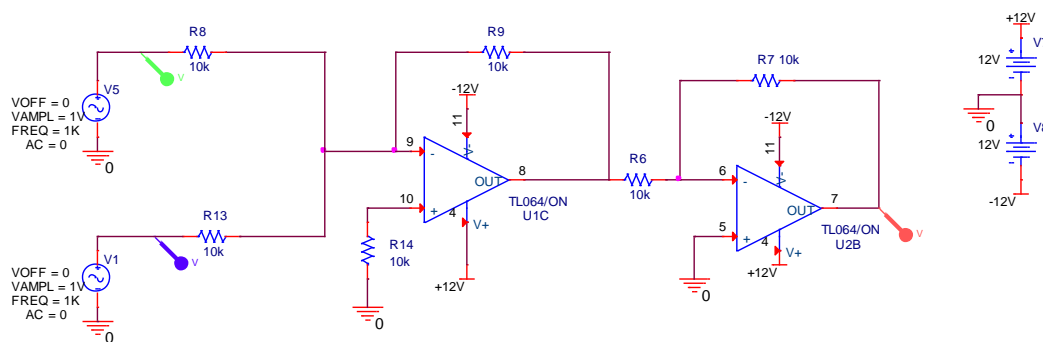 R8
10k
V
V5
VOFF = 0
VAMPL = 1V
FREQ = 1K
AC = 0
0
R13
10k
V
V1
VOFF = 0
VAMPL = 1V
FREQ = 1K
AC = 0
0
R9
10k
-12V
11
V-
9
-
OUT
8
10
+
4
V+
TL064/ON
U1C
R14
10k
+12V
0
R6
10k
R7 10k
-12V
11
V-
6
-
OUT
7
5
+
4
V+
TL064/ON
U2B
+12V
0
V
+12V
12V
0
12V
-12V